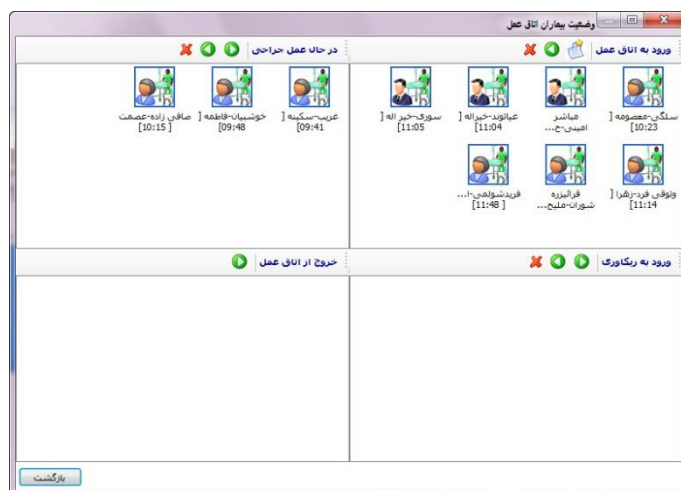 وضعیت بیماران اتاق عمل
ورود به اتاق عمل
سلگی-معصومه [
[10:23
مباشر
امینی-ح...
غیاثوند-خیراله [
[11:04
سوری-خیر اله [
[11:05
وثوقی فرد-زهرا [
[11:14
قزائیزره
شوران-ملیح...
فریدشولمی-ا...
[11:48 ]
در حال عمل جراحی
غریب-سکینه [
[09:41
خوشبیان-فاطمه [
[09:48
صافی زاده-عصمت
[10:15 ]
ورود به ریکاوری
خروج از اتاق عمل
بازگشت